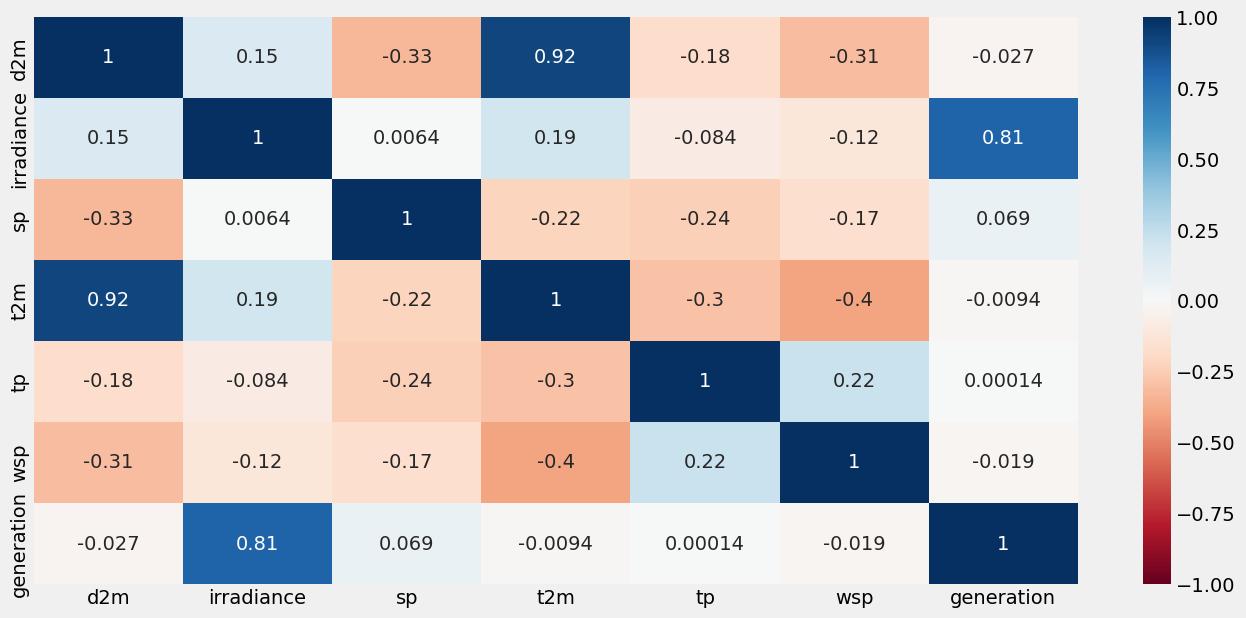 d2m 1 0.15 -0.33 0.92 -0.18 -0.31 -0.027
irradiance 0.15 1 0.0064 0.19 -0.084 -0.12 0.81
sp -0.33 0.0064 1 -0.22 -0.24 -0.17 0.069
t2m 0.92 0.19 -0.22 1 -0.3 -0.4 -0.0094
tp -0.18 -0.084 -0.24 -0.3 1 0.22 0.00014
wsp -0.31 -0.12 -0.17 -0.4 0.22 1 -0.019
generation -0.027 0.81 0.069 -0.0094 0.00014 -0.019 1
d2m irradiance sp t2m tp wsp generation
1.00
0.75
0.50
0.25
0.00
−0.25
−0.50
−0.75
−1.00